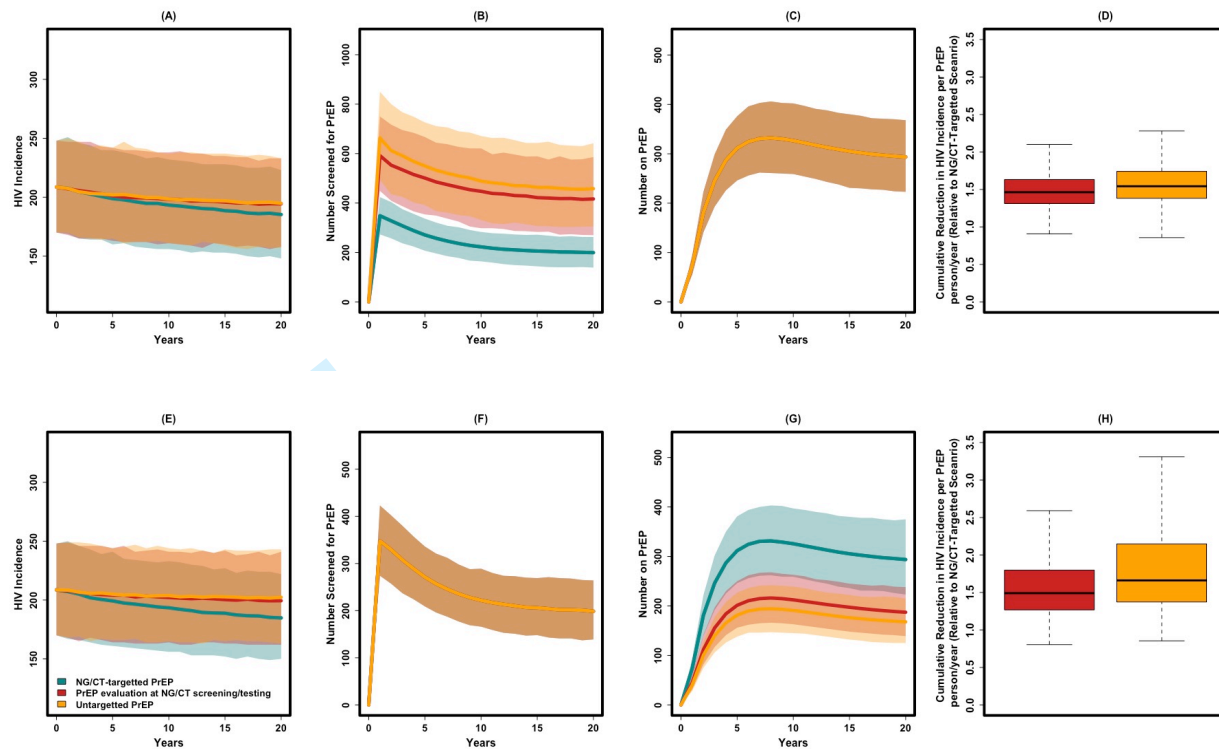 (A)
HIV Incidence
300
250
200
150
0 5 10 15 20
Years
(B)
Number Screened for PrEP
1000
800
600
400
200
0
0 5 10 15 20
Years
(C)
Number on PrEP
500
400
300
200
100
0
0 5 10 15 20
Years
(D)
Cumulative Reduction in HIV Incidence per PrEP
person/year (Relative to NG/CT-Targetted Sceanrio)
3.5
3.0
2.5
2.0
1.5
1.0
0.5
0.0
(E)
HIV Incidence
300
250
200
150
0 5 10 15 20
Years
NG/CT-targetted PrEP
PrEP evaluation at NG/CT screening/testing
Untargetted PrEP
(F)
Number Screened for PrEP
500
400
300
200
100
0
0 5 10 15 20
Years
(G)
Number on PrEP
500
400
300
200
100
0
0 5 10 15 20
Years
(H)
Cumulative Reduction in HIV Incidence per PrEP
person/year (Relative to NG/CT-Targetted Sceanrio)
3.5
3.0
2.5
2.0
1.5
1.0
0.5
0.0